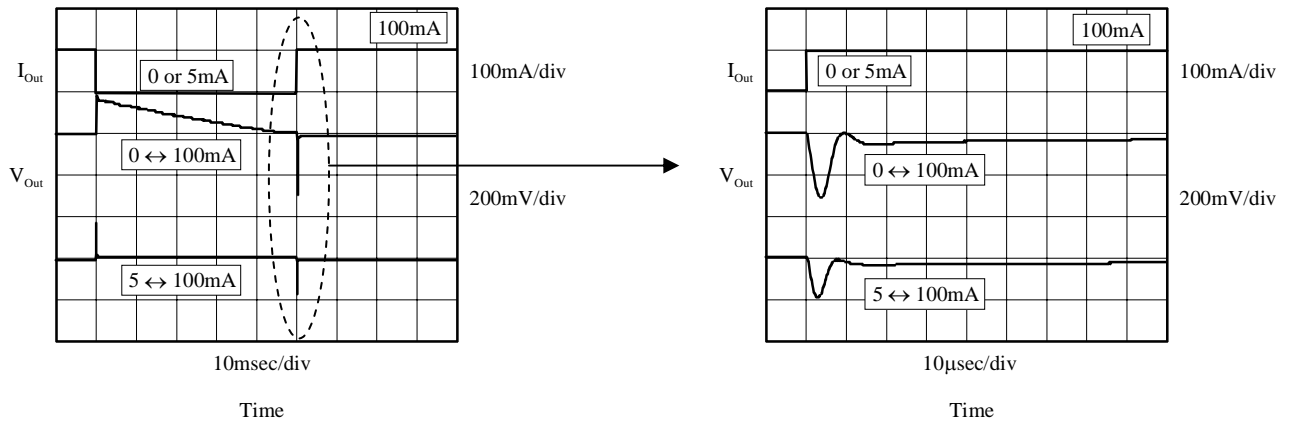 100mA
I_Out
0 or 5mA
100mA/div
0 ↔ 100mA
V_Out
200mV/div
5 ↔ 100mA
10msec/div
Time
100mA
I_Out
0 or 5mA
100mA/div
0 ↔ 100mA
V_Out
200mV/div
5 ↔ 100mA
10μsec/div
Time